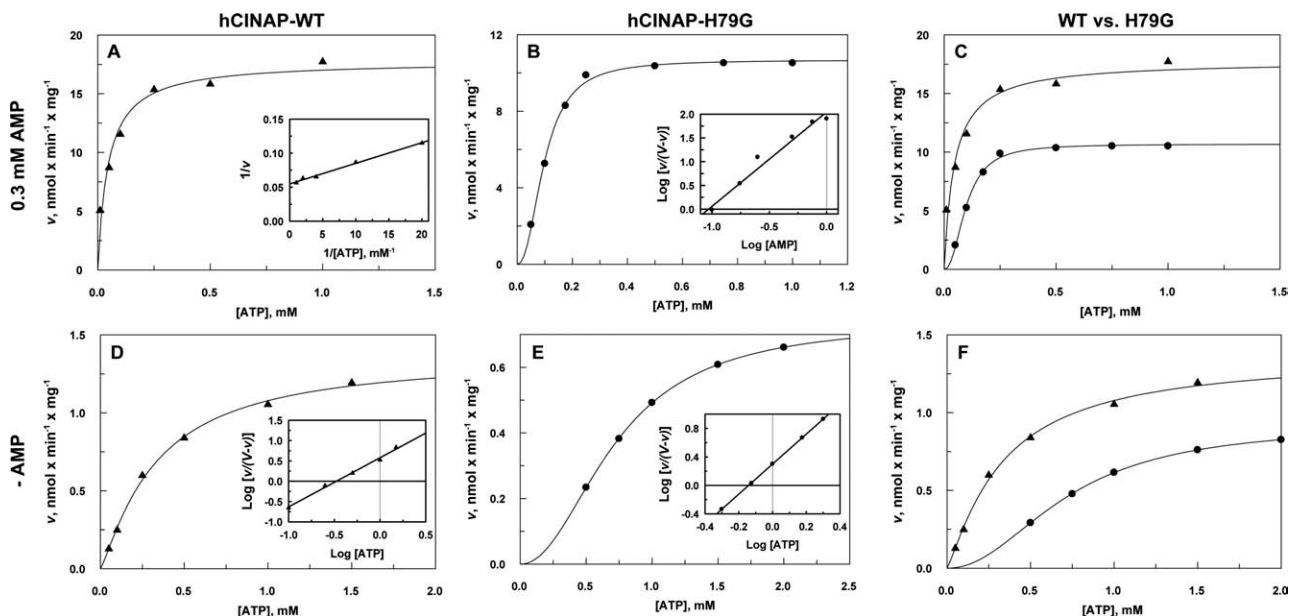 hCINAP-WT
hCINAP-H79G
WT vs. H79G
0.3 mM AMP
A
v, nmol x min⁻¹ x mg⁻¹
20
15
10
5
0
0.0 0.5 1.0 1.5
[ATP], mM
1/v
0.15
0.10
0.05
0.00
0 5 10 15 20
1/[ATP], mM⁻¹
B
v, nmol x min⁻¹ x mg⁻¹
12
9
6
3
0
0.0 0.2 0.4 0.6 0.8 1.0 1.2
[ATP], mM
Log [v/(V-v)]
2.0
1.5
1.0
0.5
0.0
-1.0 -0.5 0.0
Log [AMP]
C
v, nmol x min⁻¹ x mg⁻¹
20
15
10
5
0
0.0 0.5 1.0 1.5
[ATP], mM
- AMP
D
v, nmol x min⁻¹ x mg⁻¹
1.5
1.0
0.5
0.0
0.0 0.5 1.0 1.5 2.0
[ATP], mM
Log [v/(V-v)]
1.5
1.0
0.5
0.0
-0.5
-1.0
-1.0 -0.5 0.0 0.5
Log [ATP]
E
v, nmol x min⁻¹ x mg⁻¹
0.6
0.4
0.2
0.0
0.0 0.5 1.0 1.5 2.0 2.5
[ATP], mM
Log [v/(V-v)]
0.8
0.4
0.0
-0.4
-0.4 -0.2 0.0 0.2 0.4
Log [ATP]
F
v, nmol x min⁻¹ x mg⁻¹
1.5
1.0
0.5
0.0
0.0 0.5 1.0 1.5 2.0
[ATP], mM